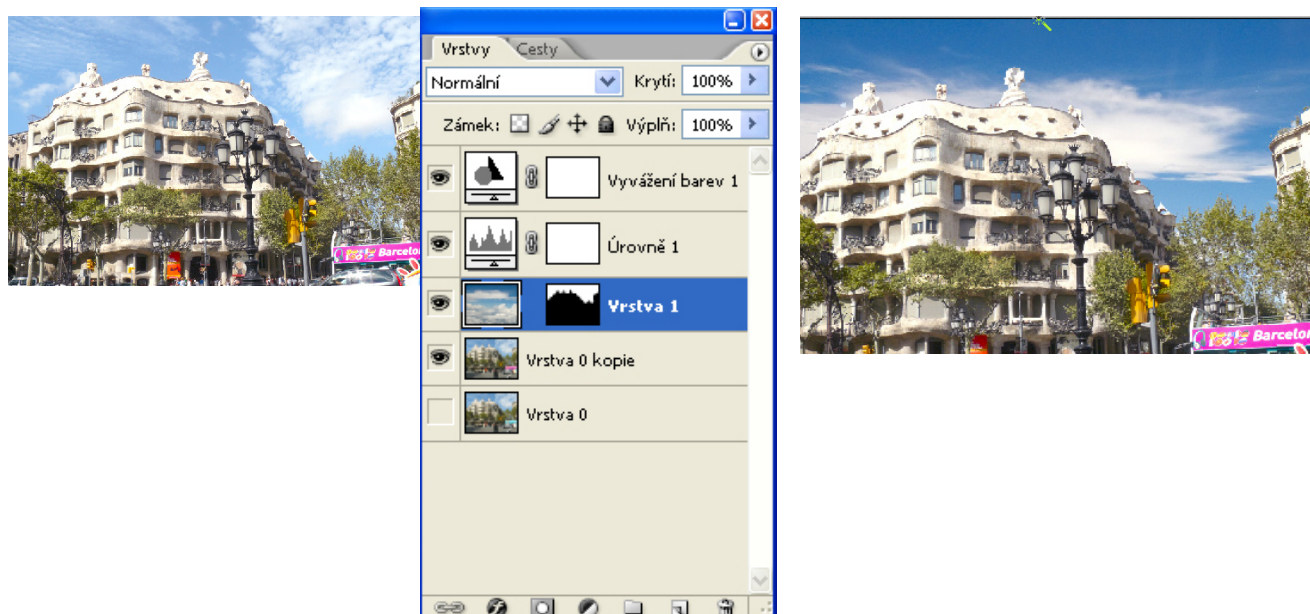 Vrstvy Cesty
Normální Krytí: 100%
Zámek: Výplň: 100%
Vyvážení barev 1
Úrovně 1
Vrstva 1
Vrstva 0 kopie
Vrstva 0
Barcelo
Barcelon